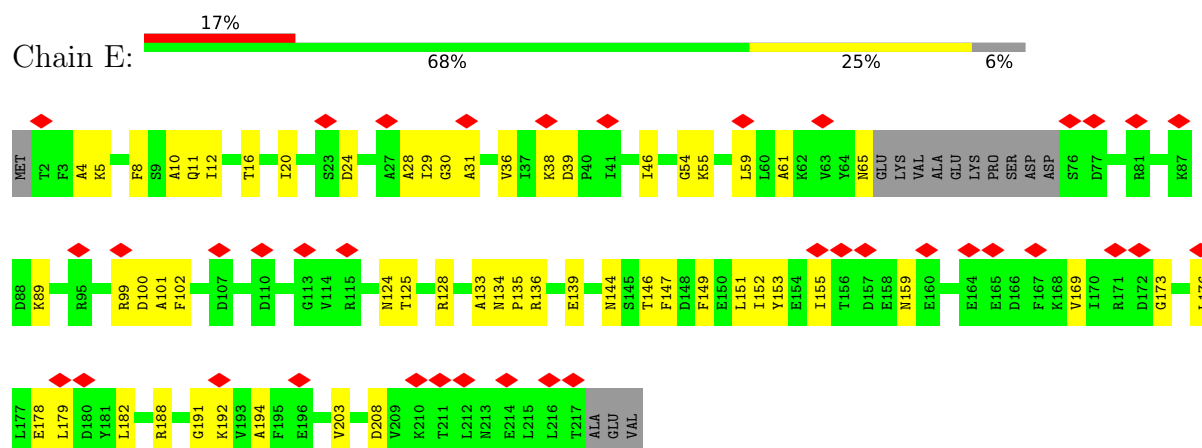 17%
Chain E:
68% 25% 6%
MET T2 F3 A4 K5 F8 S9 A10 Q11 I12 T16 I20 S23 D24 A27 A28 I29 G30 A31 V36 I37 K38 D39 P40 I41 I46 G54 K55 L59 L60 A61 K62 V63 Y64 N65 GLU LYS VAL ALA GLU LYS PRO SER ASP ASP S76 D77 R81 K87
D88 K89 R95 R99 D100 A101 F102 D107 D110 G113 V114 R115 N124 T125 R128 A133 N134 P135 R136 E139 N144 S145 T146 F147 D148 F149 E150 L151 I152 Y153 E154 I155 T156 D157 E158 N159 E160 E164 E165 D166 F167 K168 V169 I170 R171 D172 G173
L177 E178 L179 D180 Y181 L182 R188 G191 K192 V193 A194 F195 E196 V203 D208 V209 K210 T211 L212 N213 E214 L215 L216 T217 ALA GLU VAL